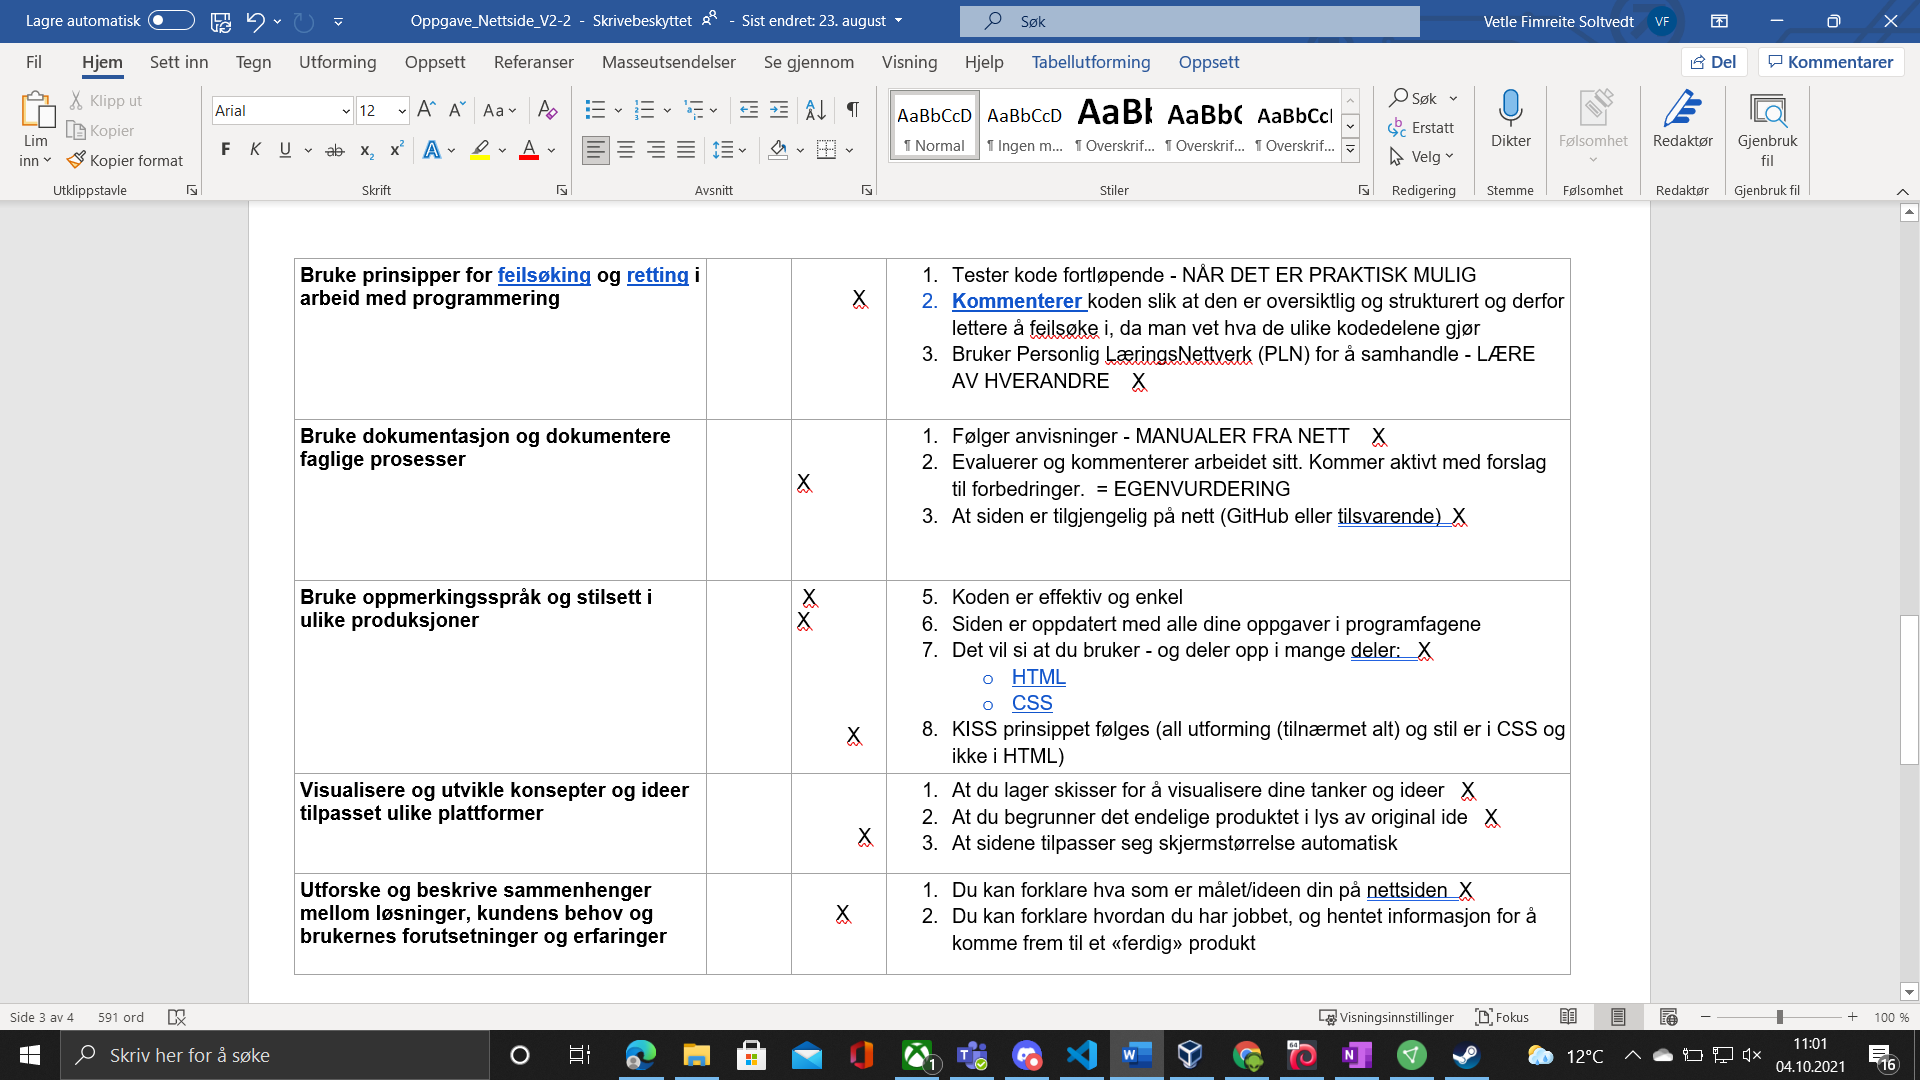 Lagre automatisk
Oppgave_Nettside_V2-2 - Skrivebeskyttet - Sist endret: 23. august
Søk
Vetle Fimreite Soltvedt VF
Fil Hjem Sett inn Tegn Utforming Oppsett Referanser Masseutsendelser Se gjennom Visning Hjelp Tabellutforming Oppsett Del Kommentarer
Lim inn
Klipp ut
Kopier
Kopier format
Utklippstavle
Arial 12
Aa
F K U ab x₂ x² A A
Skrift
Avsnitt
AaBbCcD AaBbCcD AaBb AaBbC AaBbCcI
¶ Normal ¶ Ingen m... ¶ Overskrif... ¶ Overskrif... ¶ Overskrif...
Stiler
Søk
Erstatt
Velg
Redigering
Dikter
Stemme
Følsomhet
Følsomhet
Redaktør
Redaktør
Gjenbruk fil
Gjenbruk fil
Bruke prinsipper for feilsøking og retting i
arbeid med programmering
X
1. Tester kode fortløpende - NÅR DET ER PRAKTISK MULIG
2. Kommenterer koden slik at den er oversiktlig og strukturert og derfor
lettere å feilsøke i, da man vet hva de ulike kodedelene gjør
3. Bruker Personlig LæringsNettverk (PLN) for å samhandle - LÆRE
AV HVERANDRE X
Bruke dokumentasjon og dokumentere
faglige prosesser
X
1. Følger anvisninger - MANUALER FRA NETT X
2. Evaluerer og kommenterer arbeidet sitt. Kommer aktivt med forslag
til forbedringer. = EGENVURDERING
3. At siden er tilgjengelig på nett (GitHub eller tilsvarende) X
Bruke oppmerkingsspråk og stilsett i
ulike produksjoner
X
X
X
5. Koden er effektiv og enkel
6. Siden er oppdatert med alle dine oppgaver i programfagene
7. Det vil si at du bruker - og deler opp i mange deler: X
o HTML
o CSS
8. KISS prinsippet følges (all utforming (tilnærmet alt) og stil er i CSS og
ikke i HTML)
Visualisere og utvikle konsepter og ideer
tilpasset ulike plattformer
X
1. At du lager skisser for å visualisere dine tanker og ideer X
2. At du begrunner det endelige produktet i lys av original ide X
3. At sidene tilpasser seg skjermstørrelse automatisk
Utforske og beskrive sammenhenger
mellom løsninger, kundens behov og
brukernes forutsetninger og erfaringer
X
1. Du kan forklare hva som er målet/ideen din på nettsiden X
2. Du kan forklare hvordan du har jobbet, og hentet informasjon for å
komme frem til et «ferdig» produkt
Side 3 av 4 591 ord Visningsinnstillinger Fokus 100 %
Skriv her for å søke
1
64
12°C
11:01
04.10.2021
16